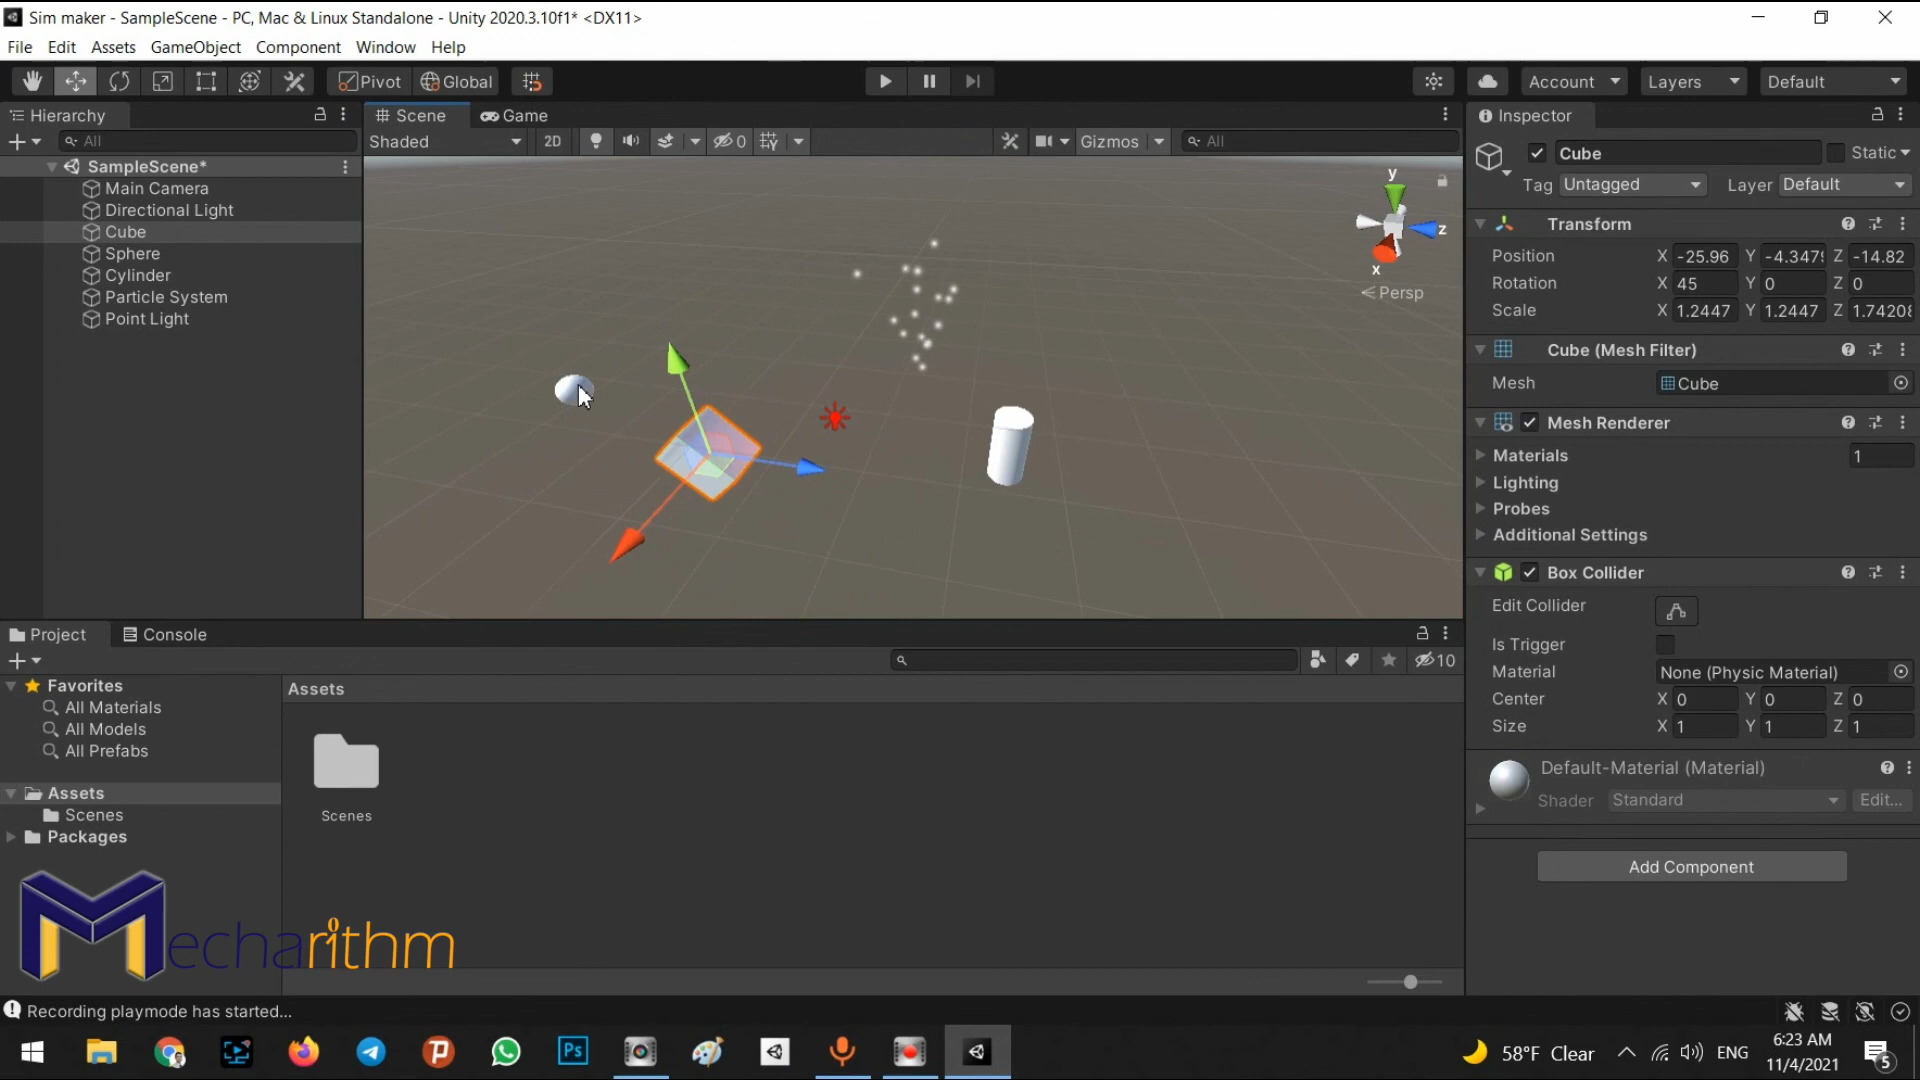 Sim maker - SampleScene - PC, Mac & Linux Standalone - Unity 2020.3.10f1* <DX11>
File Edit Assets GameObject Component Window Help
Pivot Global Account Layers Default
Hierarchy
All
SampleScene*
Main Camera
Directional Light
Cube
Sphere
Cylinder
Particle System
Point Light
Scene Game
Shaded 2D 0 Gizmos All
y
z
x
Persp
Inspector
Cube Static
Tag Untagged Layer Default
Transform
Position X -25.96 Y -4.3479 Z -14.82
Rotation X 45 Y 0 Z 0
Scale X 1.2447 Y 1.2447 Z 1.74208
Cube (Mesh Filter)
Mesh Cube
Mesh Renderer
Materials 1
Lighting
Probes
Additional Settings
Box Collider
Edit Collider
Is Trigger
Material None (Physic Material)
Center X 0 Y 0 Z 0
Size X 1 Y 1 Z 1
Default-Material (Material)
Shader Standard Edit...
Add Component
Project Console
10
Favorites
All Materials
All Models
All Prefabs
Assets
Scenes
Packages
Assets
Scenes
Mecharithm
Recording playmode has started...
Ps
58°F Clear ENG
6:23 AM
11/4/2021
5